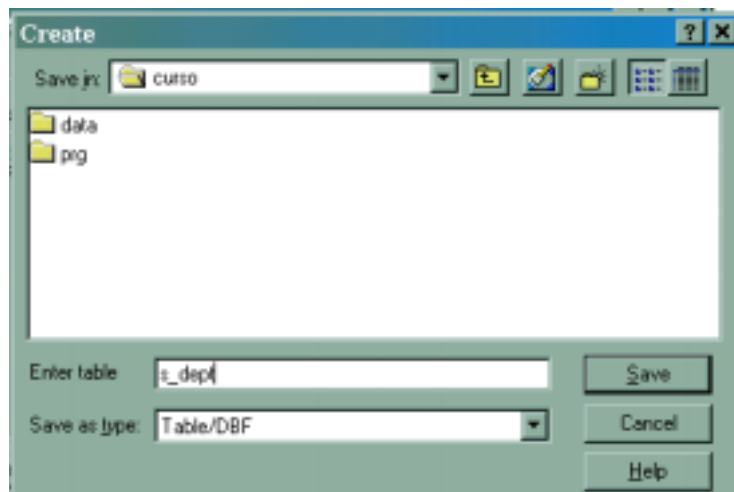 Create
Save in: curso
data
prg
Enter table s_dept Save
Save as type: Table/DBF Cancel
Help